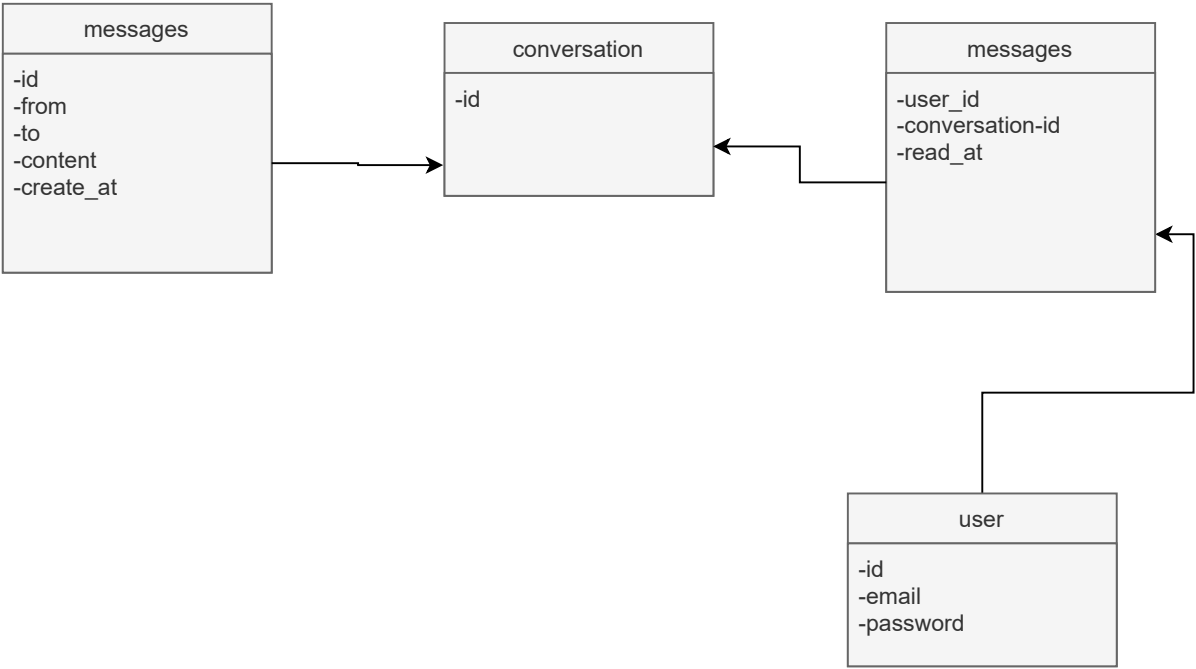 messages
-id
-from
-to
-content
-create_at
conversation
-id
messages
-user_id
-conversation-id
-read_at
user
-id
-email
-password